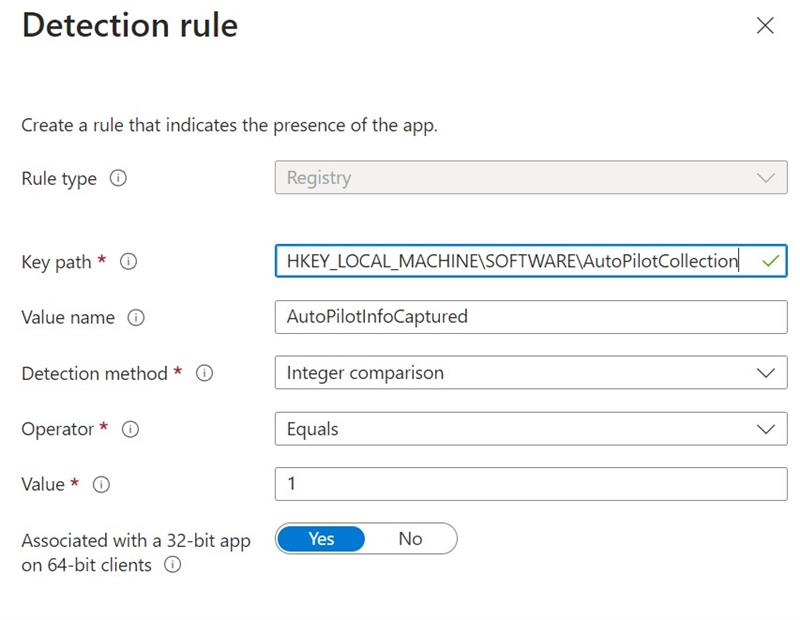 Detection rule
Create a rule that indicates the presence of the app.
Rule type
Registry
Key path *
HKEY_LOCAL_MACHINE\SOFTWARE\AutoPilotCollection
Value name
AutoPilotInfoCaptured
Detection method *
Integer comparison
Operator *
Equals
Value *
1
Associated with a 32-bit app
on 64-bit clients
Yes No